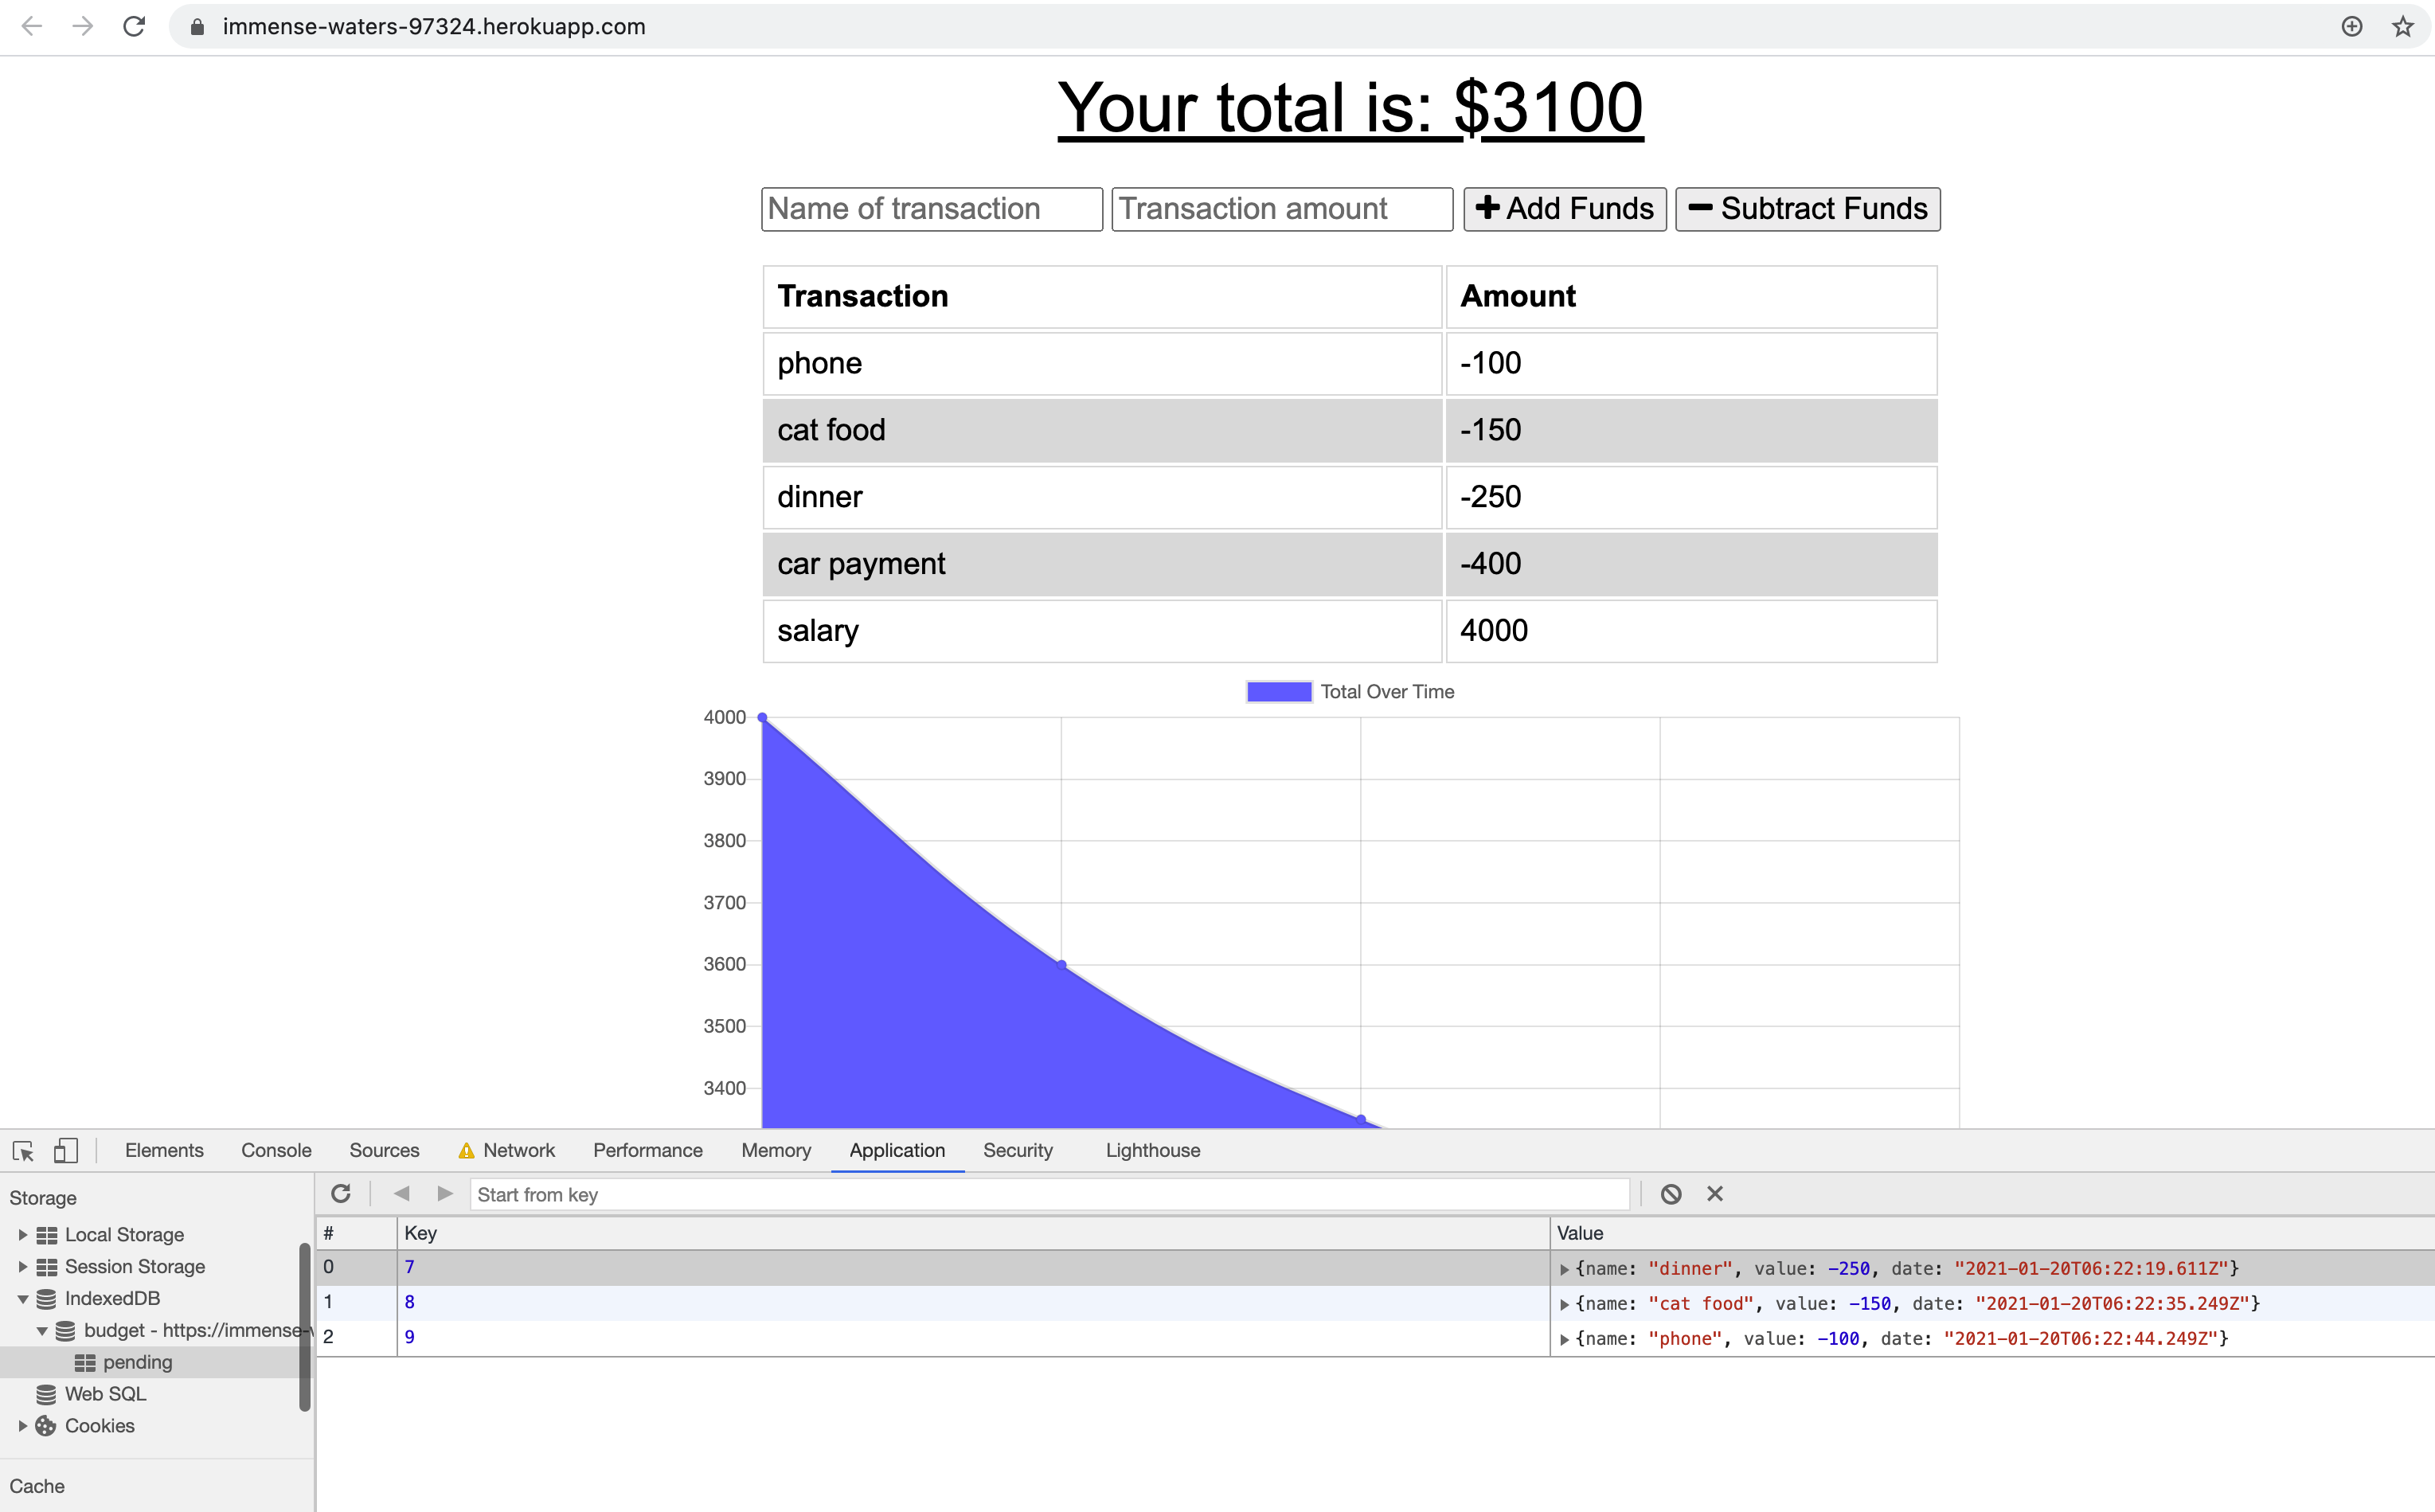 immense-waters-97324.herokuapp.com
Your total is: $3100
Name of transaction Transaction amount Add Funds Subtract Funds
Transaction Amount
phone -100
cat food -150
dinner -250
car payment -400
salary 4000
Total Over Time
4000
3900
3800
3700
3600
3500
3400
Elements Console Sources Network Performance Memory Application Security Lighthouse
Storage
Start from key
Local Storage
Session Storage
IndexedDB
budget - https://immense-
pending
Web SQL
Cookies
Cache
# Key Value
0 7 {name: "dinner", value: -250, date: "2021-01-20T06:22:19.611Z"}
1 8 {name: "cat food", value: -150, date: "2021-01-20T06:22:35.249Z"}
2 9 {name: "phone", value: -100, date: "2021-01-20T06:22:44.249Z"}